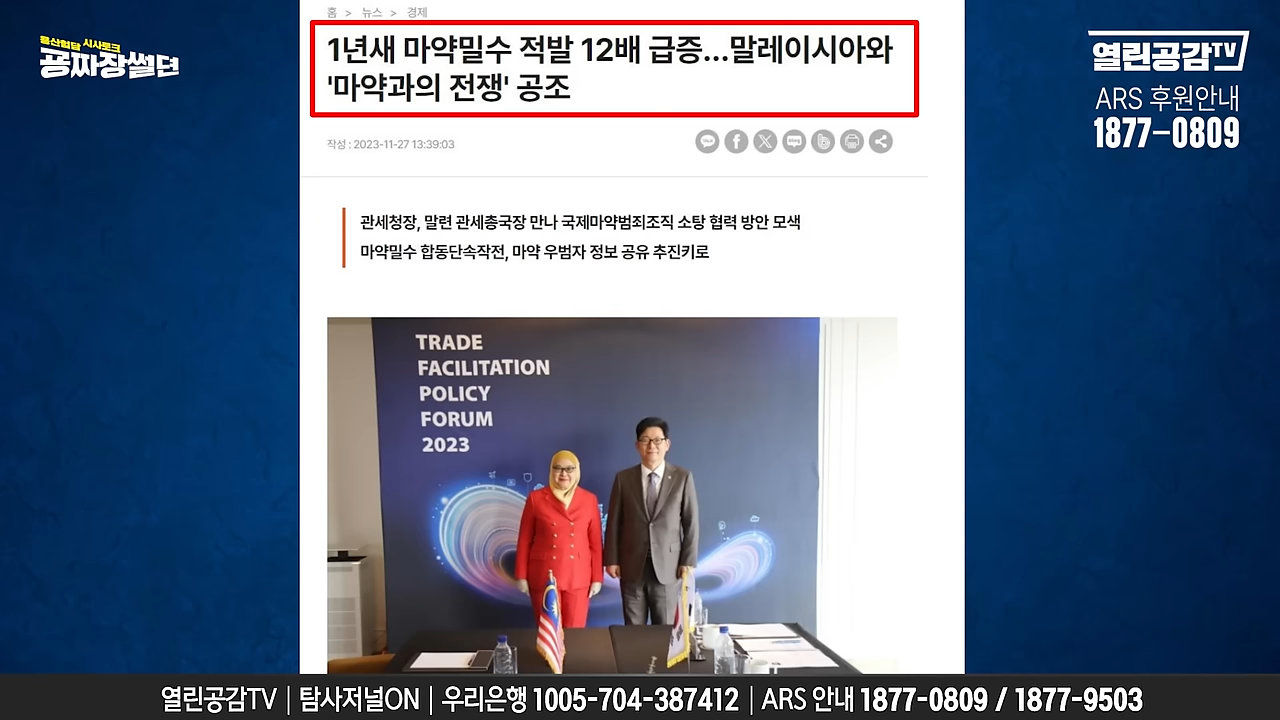 홈 > 뉴스 > 경제
1년새 마약밀수 적발 12배 급증...말레이시아와
'마약과의 전쟁' 공조
작성 : 2023-11-27 13:39:03
관세청장, 말련 관세총국장 만나 국제마약범죄조직 소탕 협력 방안 모색
마약밀수 합동단속작전, 마약 우범자 정보 공유 추진키로
TRADE
FACILITATION
POLICY
FORUM
2023
시사토크
짜장썰뎐
열린공감TV
ARS 후원안내
1877-0809
열린공감TV | 탐사저널ON | 우리은행 1005-704-387412 | ARS 안내 1877-0809 / 1877-9503